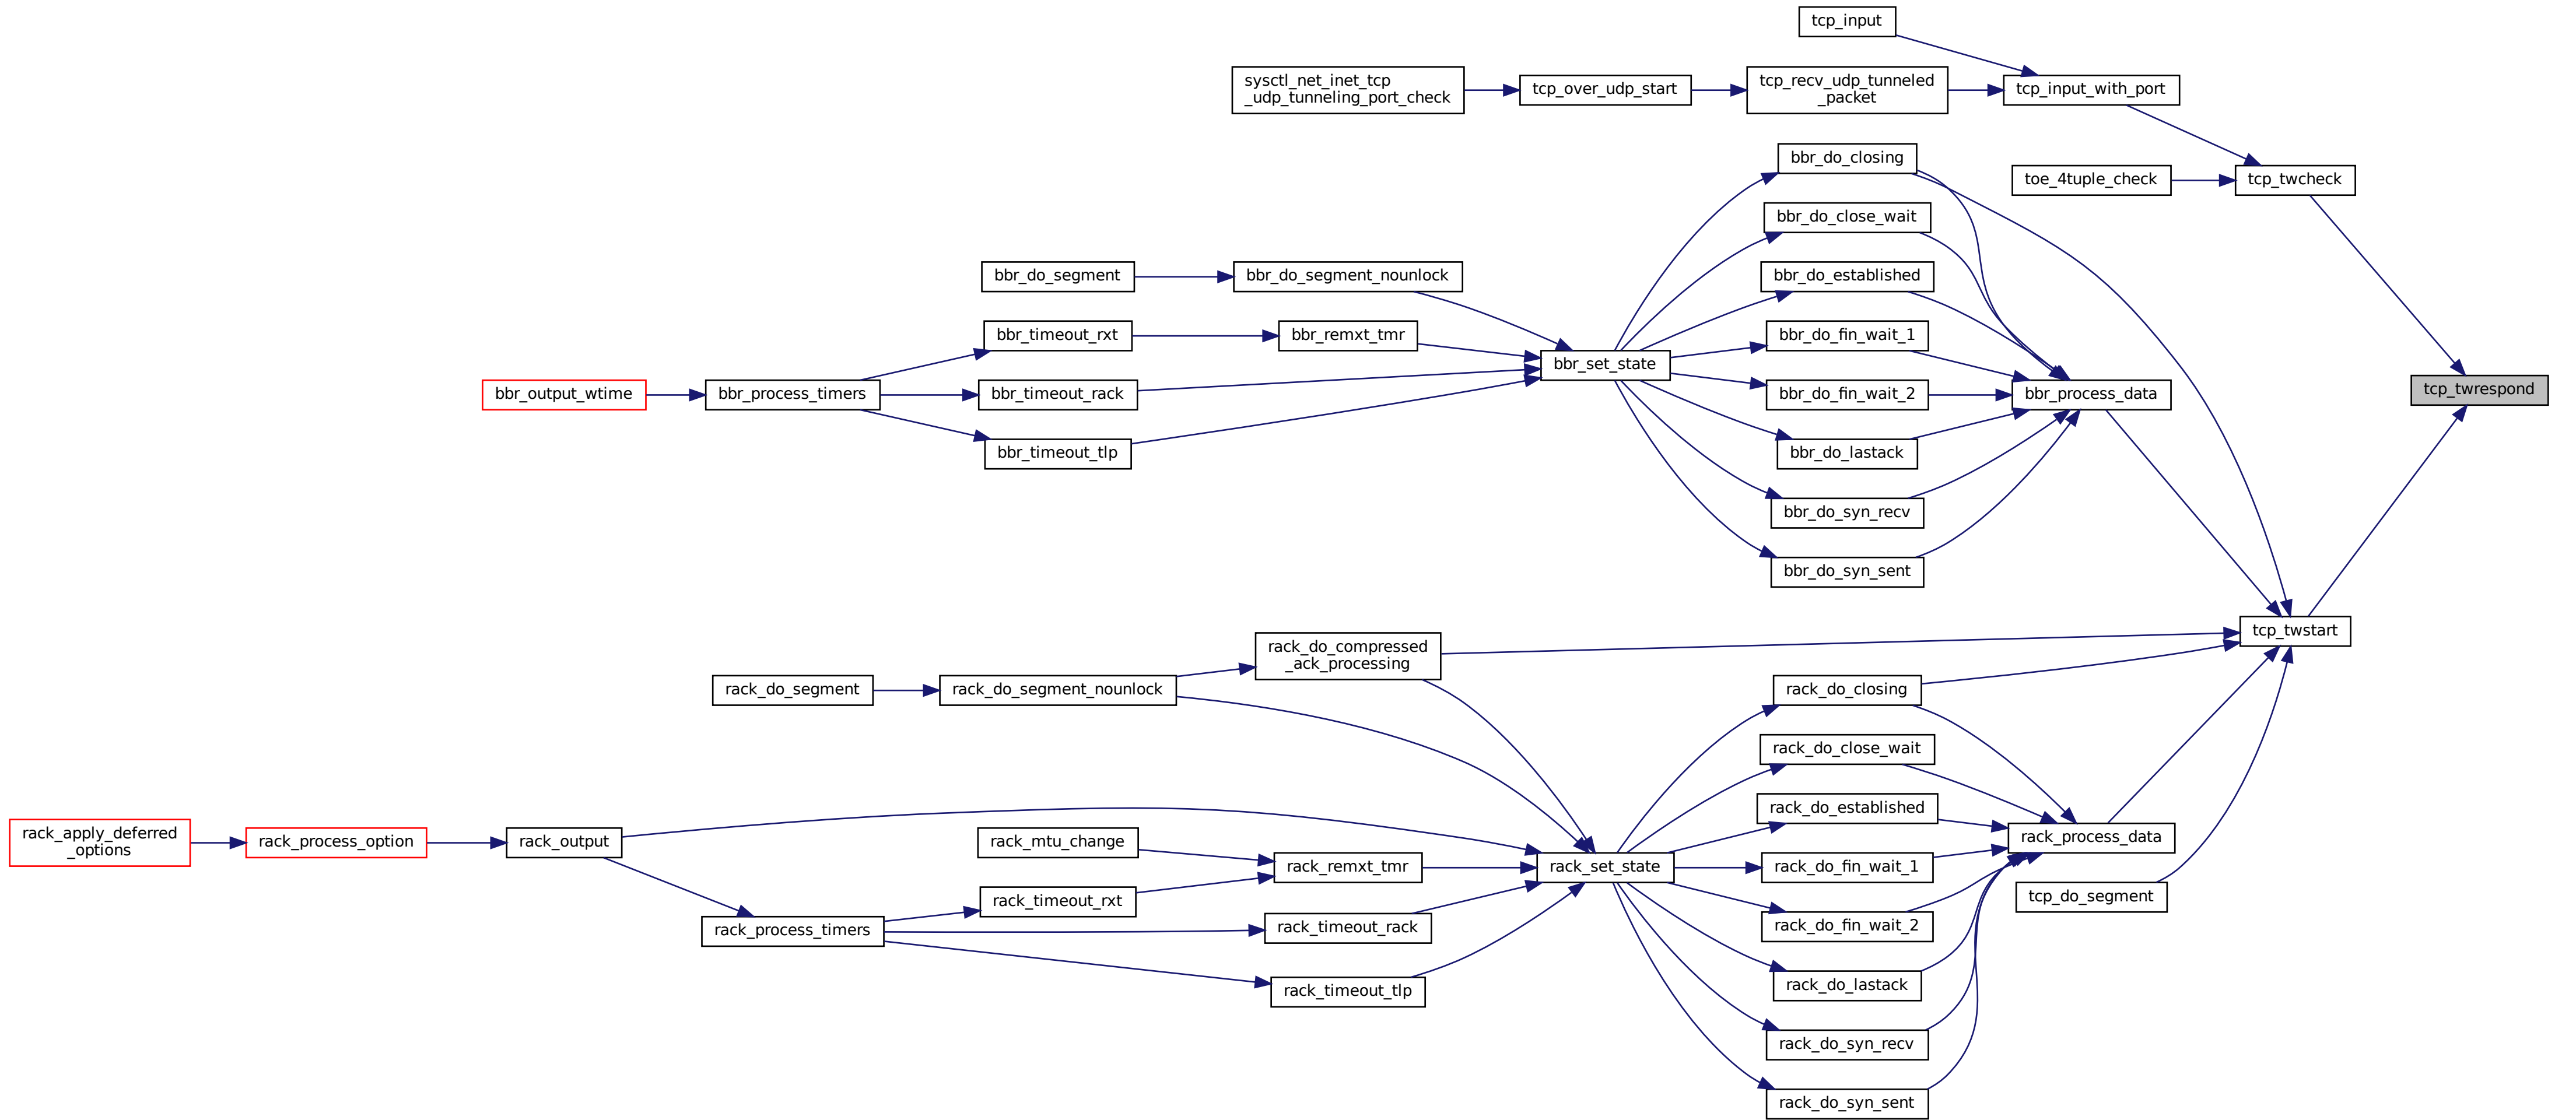 tcp_input
sysctl_net_inet_tcp
_udp_tunneling_port_check
tcp_over_udp_start
tcp_recv_udp_tunneled
_packet
tcp_input_with_port
bbr_do_closing
toe_4tuple_check
tcp_twcheck
bbr_do_close_wait
bbr_do_segment
bbr_do_segment_nounlock
bbr_do_established
bbr_timeout_rxt
bbr_remxt_tmr
bbr_do_fin_wait_1
bbr_set_state
tcp_twrespond
bbr_output_wtime
bbr_process_timers
bbr_timeout_rack
bbr_do_fin_wait_2
bbr_process_data
bbr_timeout_tlp
bbr_do_lastack
bbr_do_syn_recv
bbr_do_syn_sent
tcp_twstart
rack_do_compressed
_ack_processing
rack_do_segment
rack_do_segment_nounlock
rack_do_closing
rack_do_close_wait
rack_do_established
rack_apply_deferred
_options
rack_process_option
rack_output
rack_mtu_change
rack_process_data
rack_remxt_tmr
rack_set_state
rack_do_fin_wait_1
rack_timeout_rxt
tcp_do_segment
rack_process_timers
rack_timeout_rack
rack_do_fin_wait_2
rack_timeout_tlp
rack_do_lastack
rack_do_syn_recv
rack_do_syn_sent